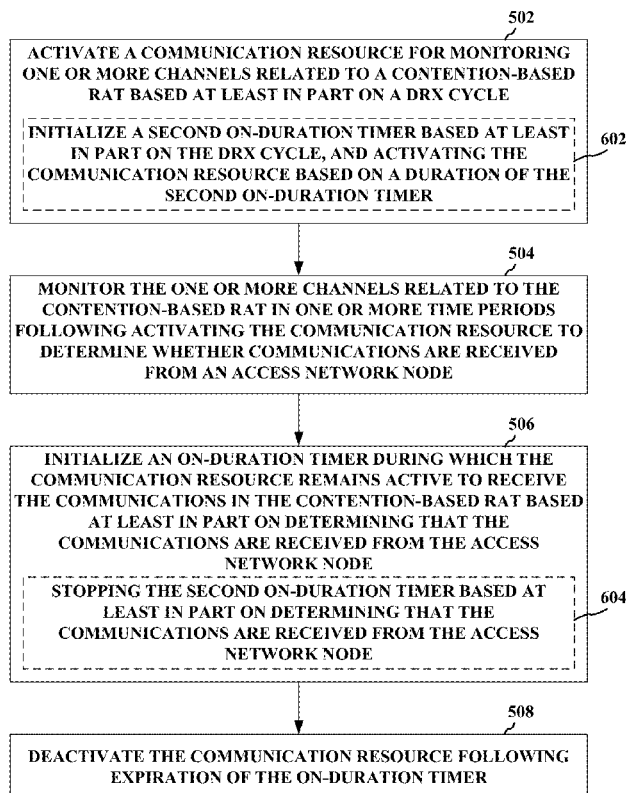 502
ACTIVATE A COMMUNICATION RESOURCE FOR MONITORING
ONE OR MORE CHANNELS RELATED TO A CONTENTION-BASED
RAT BASED AT LEAST IN PART ON A DRX CYCLE
INITIALIZE A SECOND ON-DURATION TIMER BASED AT LEAST
IN PART ON THE DRX CYCLE, AND ACTIVATING THE
COMMUNICATION RESOURCE BASED ON A DURATION OF THE
SECOND ON-DURATION TIMER
602
504
MONITOR THE ONE OR MORE CHANNELS RELATED TO THE
CONTENTION-BASED RAT IN ONE OR MORE TIME PERIODS
FOLLOWING ACTIVATING THE COMMUNICATION RESOURCE TO
DETERMINE WHETHER COMMUNICATIONS ARE RECEIVED
FROM AN ACCESS NETWORK NODE
506
INITIALIZE AN ON-DURATION TIMER DURING WHICH THE
COMMUNICATION RESOURCE REMAINS ACTIVE TO RECEIVE
THE COMMUNICATIONS IN THE CONTENTION-BASED RAT BASED
AT LEAST IN PART ON DETERMINING THAT THE
COMMUNICATIONS ARE RECEIVED FROM THE ACCESS
NETWORK NODE
STOPPING THE SECOND ON-DURATION TIMER BASED AT
LEAST IN PART ON DETERMINING THAT THE
COMMUNICATIONS ARE RECEIVED FROM THE ACCESS
NETWORK NODE
604
508
DEACTIVATE THE COMMUNICATION RESOURCE FOLLOWING
EXPIRATION OF THE ON-DURATION TIMER